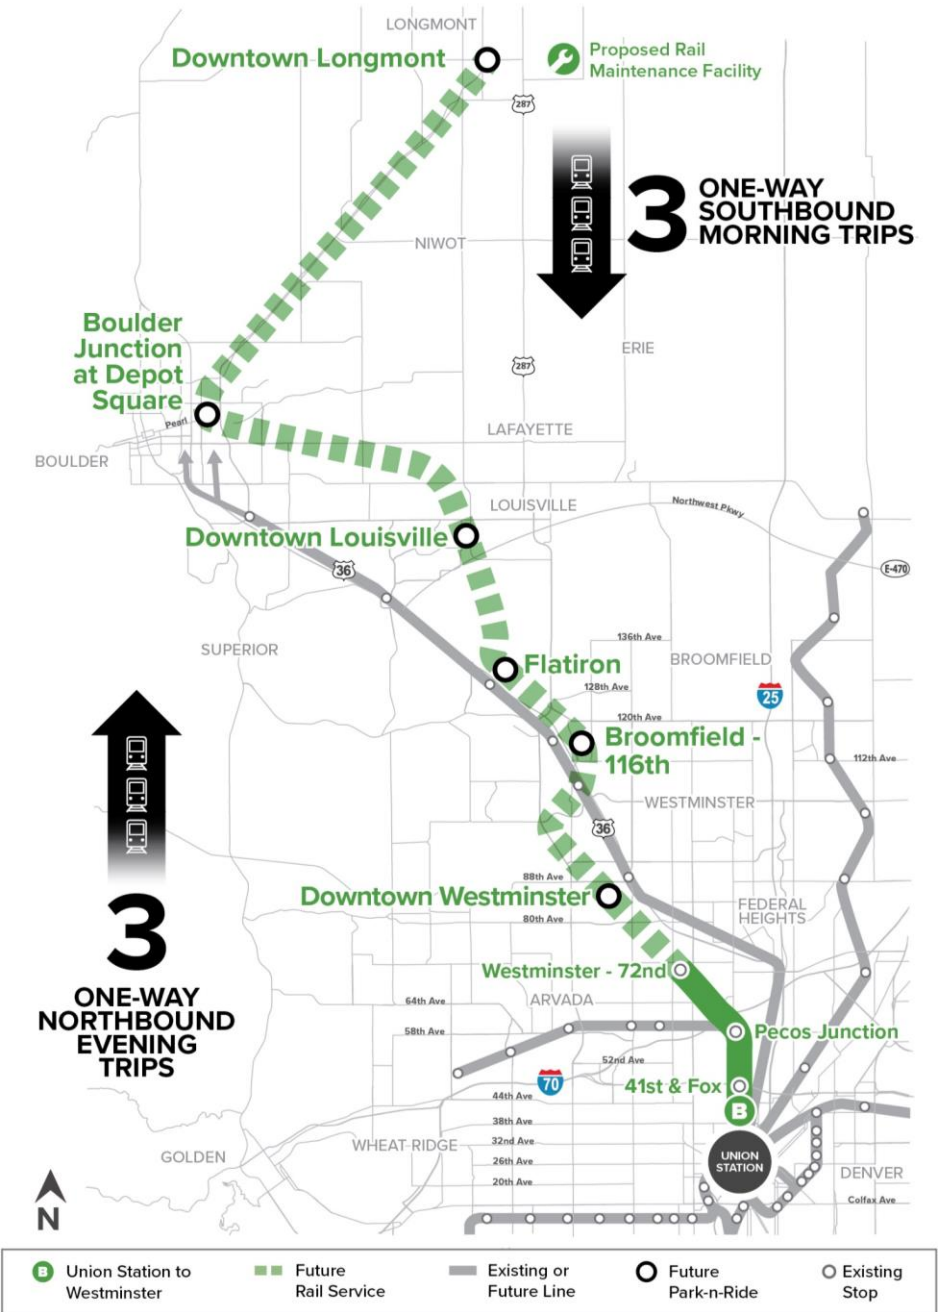 LONGMONT
Downtown Longmont
Proposed Rail
Maintenance Facility
287
3
ONE-WAY
SOUTHBOUND
MORNING TRIPS
NIWOT
Boulder
Junction
at Depot
Square
ERIE
287
Pearl
LAFAYETTE
BOULDER
LOUISVILLE
Northwest Pkwy
Downtown Louisville
36
E-470
136th Ave
SUPERIOR
BROOMFIELD
Flatiron
128th Ave
25
120th Ave
Broomfield -
116th
112th Ave
WESTMINSTER
36
88th Ave
Downtown Westminster
80th Ave
FEDERAL
HEIGHTS
3
ONE-WAY
NORTHBOUND
EVENING
TRIPS
Westminster - 72nd
64th Ave
ARVADA
58th Ave
Pecos Junction
52nd Ave
70
41st & Fox
44th Ave
B
38th Ave
WHEAT RIDGE
32nd Ave
GOLDEN
26th Ave
UNION
STATION
20th Ave
DENVER
Colfax Ave
N
B Union Station to
Westminster
Future
Rail Service
Existing or
Future Line
Future
Park-n-Ride
Existing
Stop